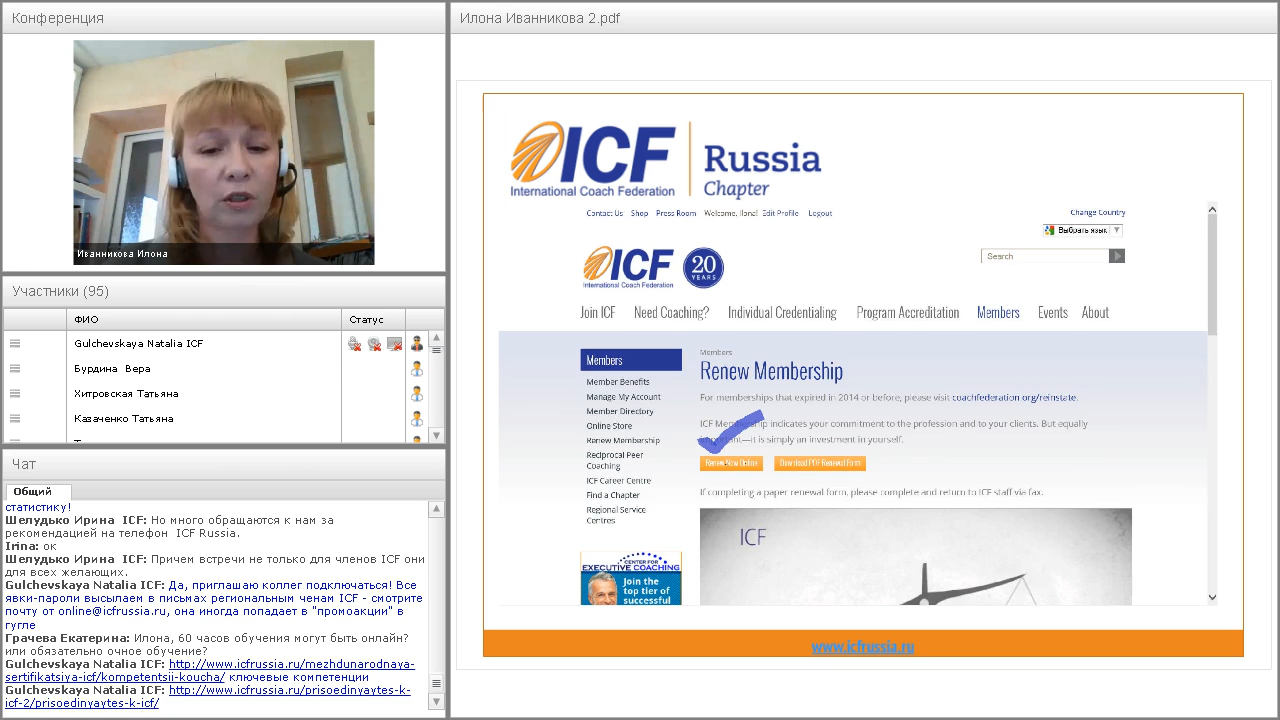 Конференция
Иванникова Илона
Участники (95)
ФИО
Статус
Gulchevskaya Natalia ICF
Бурдина Вера
Хитровская Татьяна
Казаченко Татьяна
Чат
Общий
статистику!
Шелудько Ирина ICF: Но много обращаются к нам за
рекомендацией на телефон ICF Russia.
Irina: ок
Шелудько Ирина ICF: Причем встречи не только для членов ICF они
для всех желающих.
Gulchevskaya Natalia ICF: Да, приглашаю коллег подключаться! Все
явки-пароли высылаем в письмах региональным ченам ICF - смотрите
почту от online@icfrussia.ru, она иногда попадает в "промоакции" в
гугле
Грачева Екатерина: Илона, 60 часов обучения могут быть онлайн?
или обязательно очные?
Gulchevskaya Natalia ICF: http://www.icfrussia.ru/mezhdunarodnaya-
sertifikatsiya-icf/kompetentsii-koucha/ ключевые компетенции
Gulchevskaya Natalia ICF: http://www.icfrussia.ru/prisoedinyaytes-k-
icf-2/prisoedinyaytes-k-icf/
Илона Иванникова 2.pdf
ICF
International Coach Federation
Russia
Chapter
Contact Us Shop Press Room Welcome, Ilona! Edit Profile Logout
Change Country
Выбрать язык
Search
ICF
International Coach Federation
20
YEARS
Join ICF Need Coaching? Individual Credentialing Program Accreditation Members Events About
Members
Member Benefits
Manage My Account
Member Directory
Online Store
Renew Membership
Reciprocal Peer
Coaching
ICF Career Centre
Find a Chapter
Regional Service
Centres
CENTER FOR
EXECUTIVE COACHING
Join the
top tier of
successful
Members
Renew Membership
For memberships that expired in 2014 or before, please visit coachfederation.org/reinstate.
ICF Membership indicates your commitment to the profession and to your clients. But equally
important—it is simply an investment in yourself.
Renew Now Online Download PDF Renewal Form
If completing a paper renewal form, please complete and return to ICF staff via fax.
ICF
www.icfrussia.ru